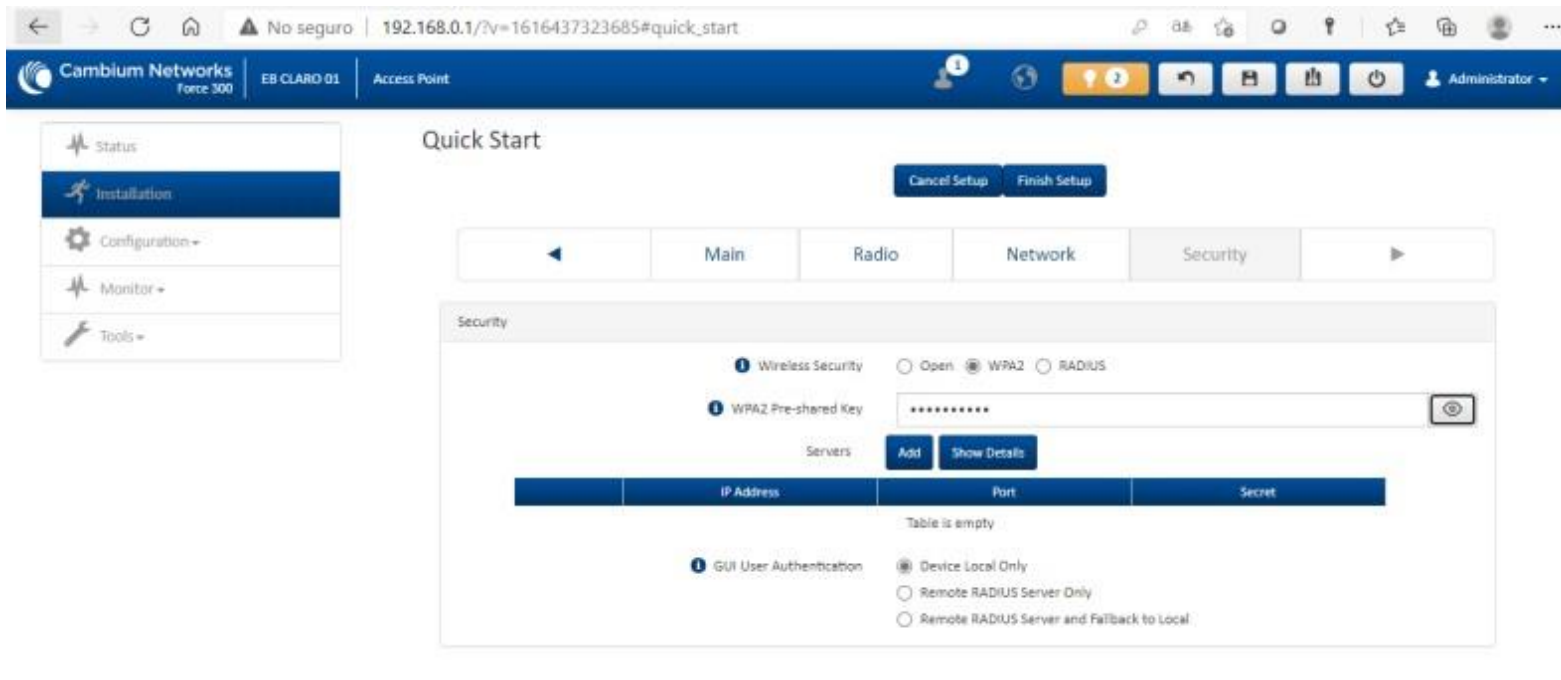 No seguro | 192.168.0.1/?v=1616437323685#quick_start
Cambium Networks
Force 300
EB CLARO 01
Access Point
1
2
Administrator
Status
Installation
Configuration
Monitor
Tools
Quick Start
Cancel Setup Finish Setup
Main Radio Network Security
Security
Wireless Security Open WPA2 RADIUS
WPA2 Pre-shared Key ••••••••••
Servers Add Show Details
IP Address Port Secret
Table is empty
GUI User Authentication Device Local Only
Remote RADIUS Server Only
Remote RADIUS Server and Fallback to Local